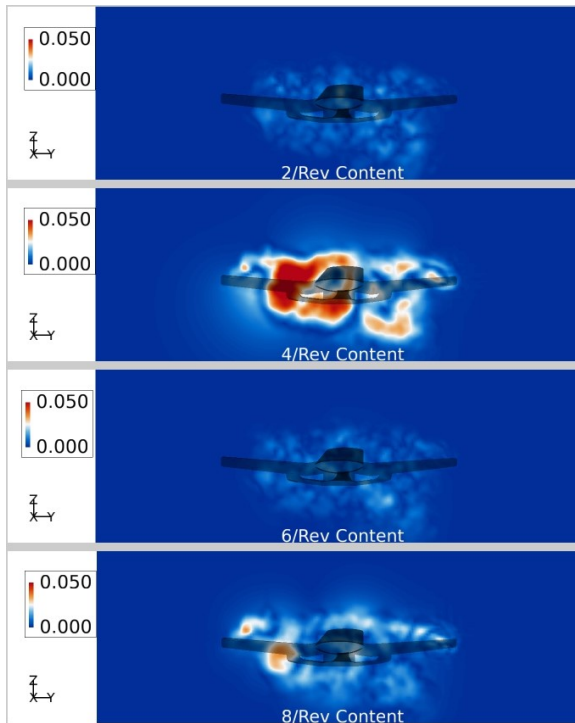 0.050
0.000
Z
X Y
2/Rev Content
0.050
0.000
Z
X Y
4/Rev Content
0.050
0.000
Z
X Y
6/Rev Content
0.050
0.000
Z
X Y
8/Rev Content